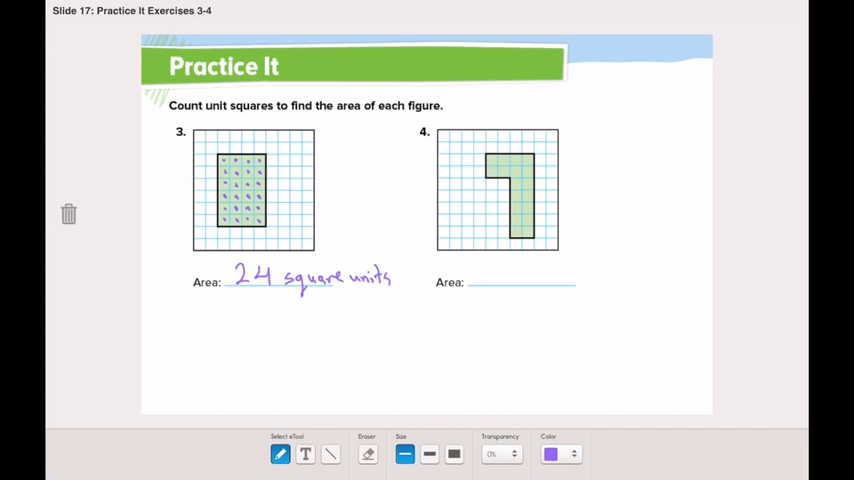 Slide 17: Practice It Exercises 3-4
Practice It
Count unit squares to find the area of each figure.
3.
4.
Area: 24 square units
Area:
Select eTool
Eraser
Size
Transparency
Color
T
0%